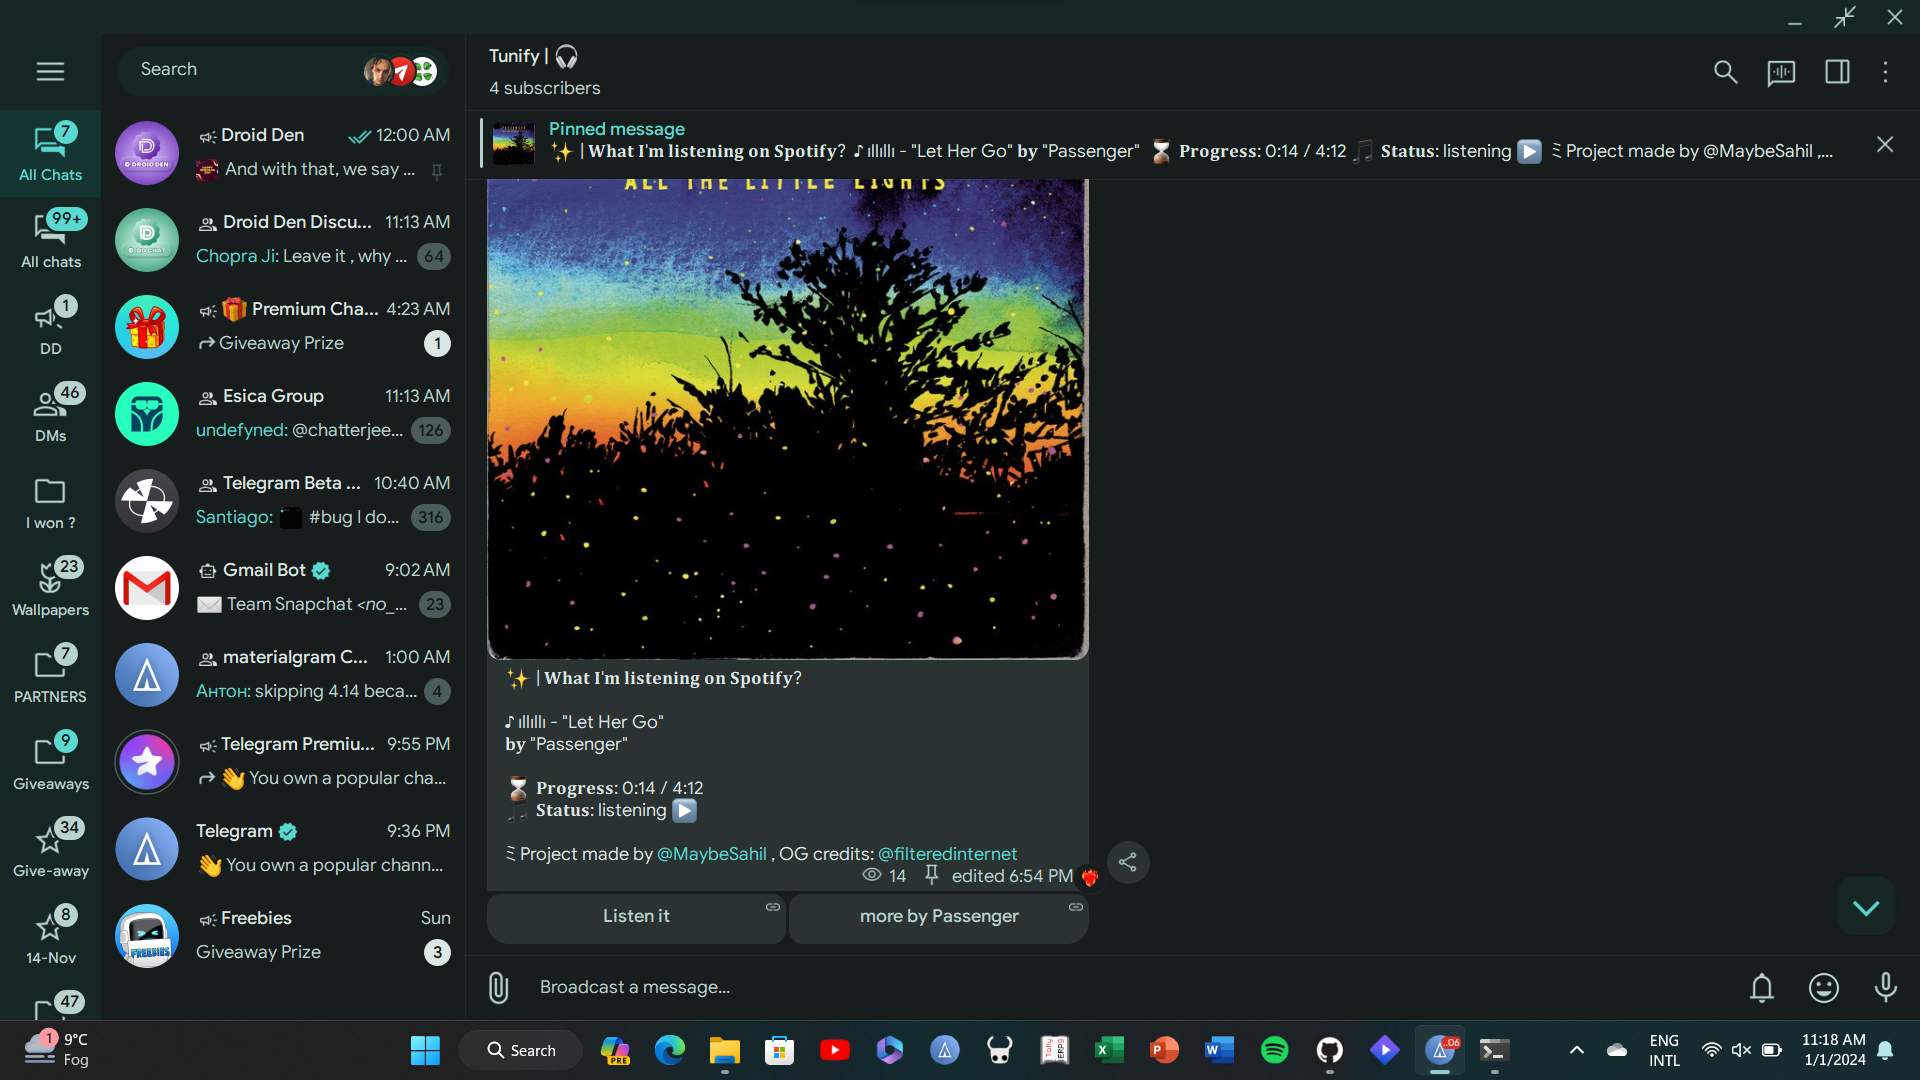 Search
Tunify | 🎧
4 subscribers
Pinned message
✨ | What I'm listening on Spotify? ♪ ıllıllı - "Let Her Go" by "Passenger" ⏳ Progress: 0:14 / 4:12 🎵 Status: listening ▶️ ミ Project made by @MaybeSahil ,...
7
All Chats
99+
All chats
1
DD
46
DMs
I won ?
23
Wallpapers
7
PARTNERS
9
Giveaways
34
Give-away
8
14-Nov
47
Droid Den 12:00 AM
And with that, we say ...
Droid Den Discu... 11:13 AM
Chopra Ji: Leave it , why ... 64
🎁 Premium Cha... 4:23 AM
Giveaway Prize 1
Esica Group 11:13 AM
undefyned: @chatterjee... 126
Telegram Beta ... 10:40 AM
Santiago: #bug I do... 316
Gmail Bot 9:02 AM
✉️ Team Snapchat <no_... 23
materialgram C... 1:00 AM
Антон: skipping 4.14 beca... 4
Telegram Premiu... 9:55 PM
👋 You own a popular cha...
Telegram 9:36 PM
👋 You own a popular chann...
Freebies Sun
Giveaway Prize 3
D DROID DEN
FREEBIES
ALL THE LITTLE LIGHTS
✨ | What I'm listening on Spotify?
♪ ıllıllı - "Let Her Go"
by "Passenger"
⏳ Progress: 0:14 / 4:12
🎵 Status: listening ▶️
ミ Project made by @MaybeSahil , OG credits: @filteredinternet
14 edited 6:54 PM
Listen it
more by Passenger
Broadcast a message...
1
9°C
Fog
Search
PRE
..06
ENG
INTL
11:18 AM
1/1/2024